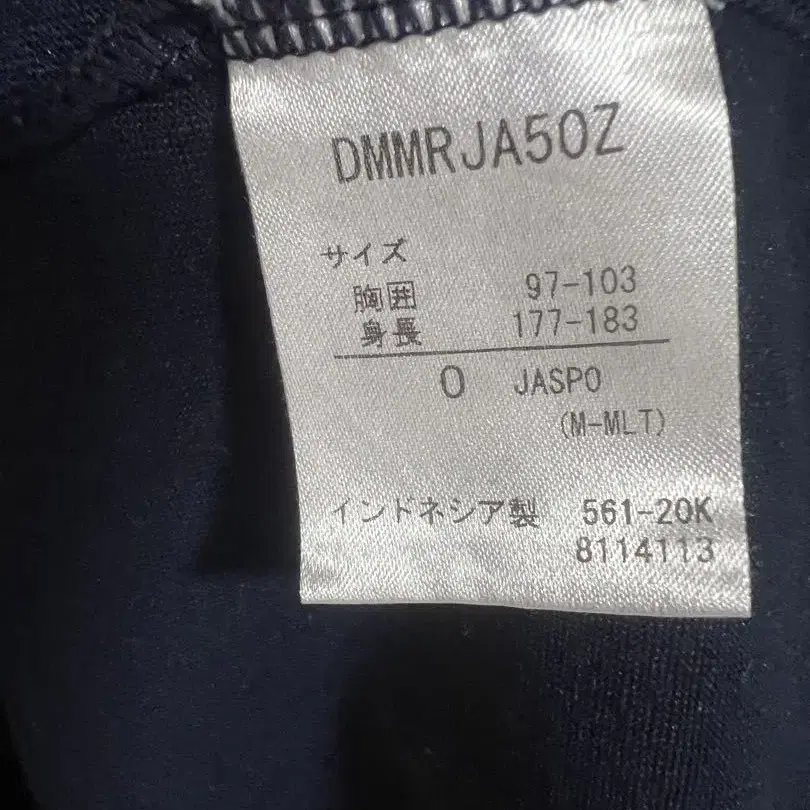 DMMRJA50Z
サイズ
胸囲 97-103
身長 177-183
O JASPO
(M-MLT)
インドネシア製 561-20K
8114113